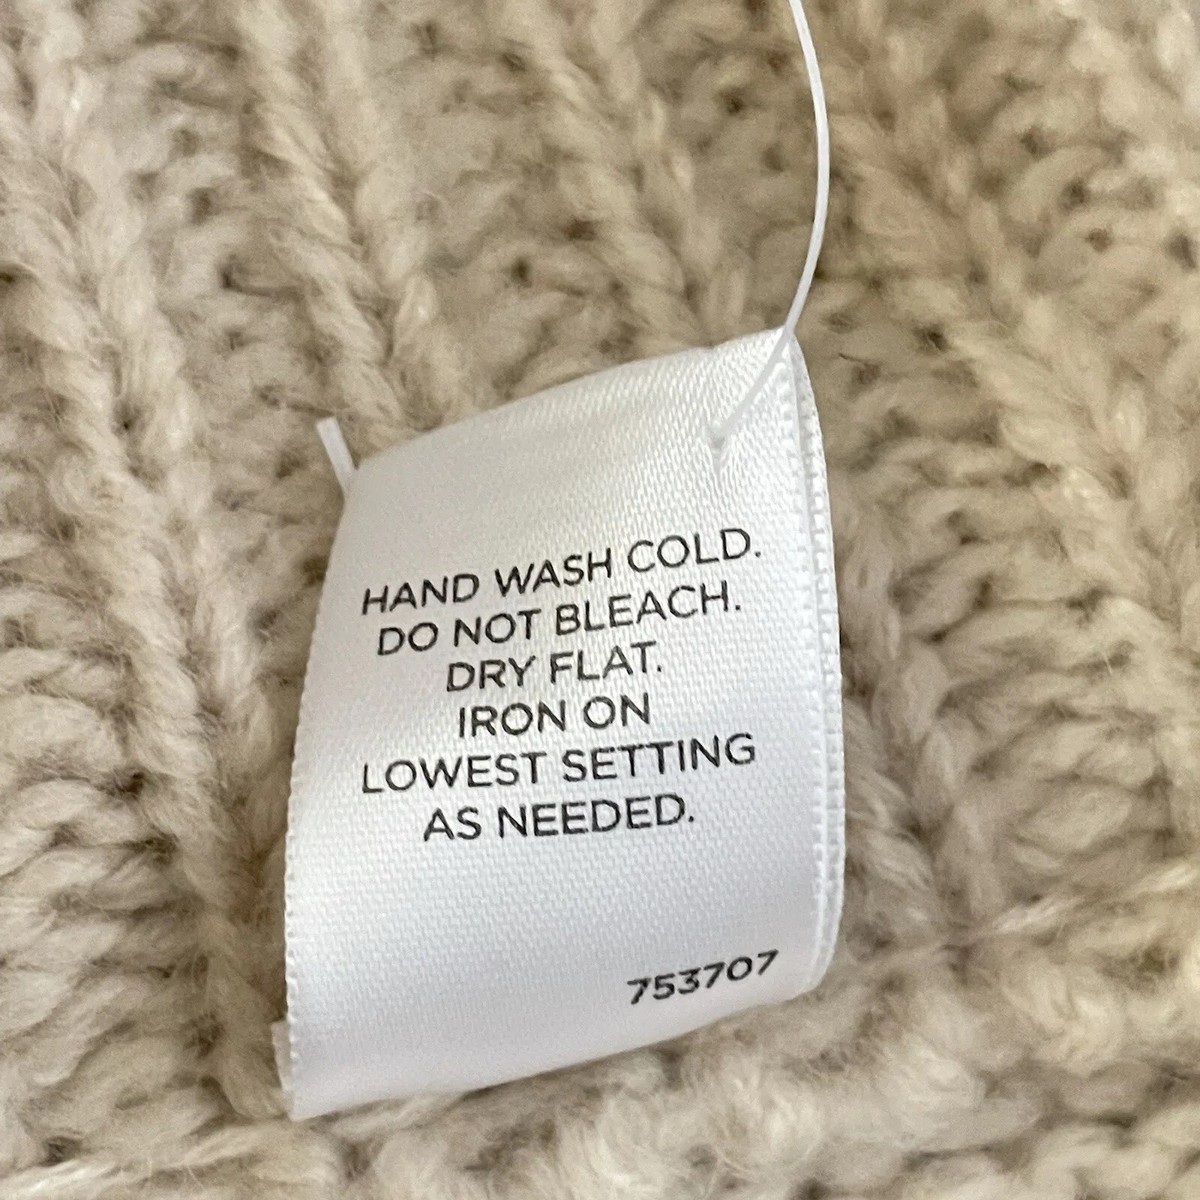 HAND WASH COLD.
DO NOT BLEACH.
DRY FLAT.
IRON ON
LOWEST SETTING
AS NEEDED.
753707